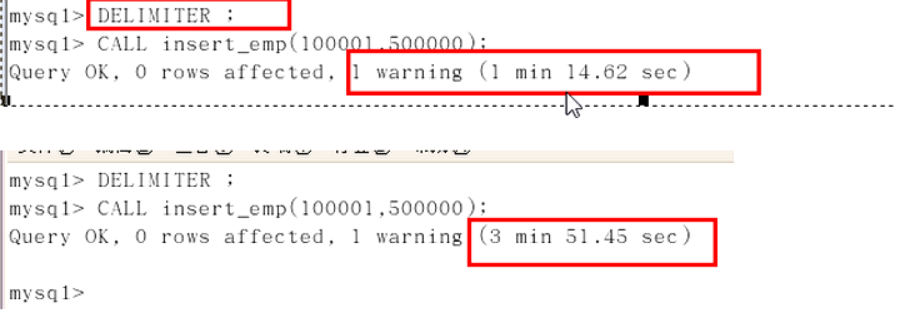 mysql> DELIMITER ;
mysql> CALL insert_emp(100001,500000);
Query OK, 0 rows affected, 1 warning (1 min 14.62 sec)
mysql> DELIMITER ;
mysql> CALL insert_emp(100001,500000);
Query OK, 0 rows affected, 1 warning (3 min 51.45 sec)
mysql>